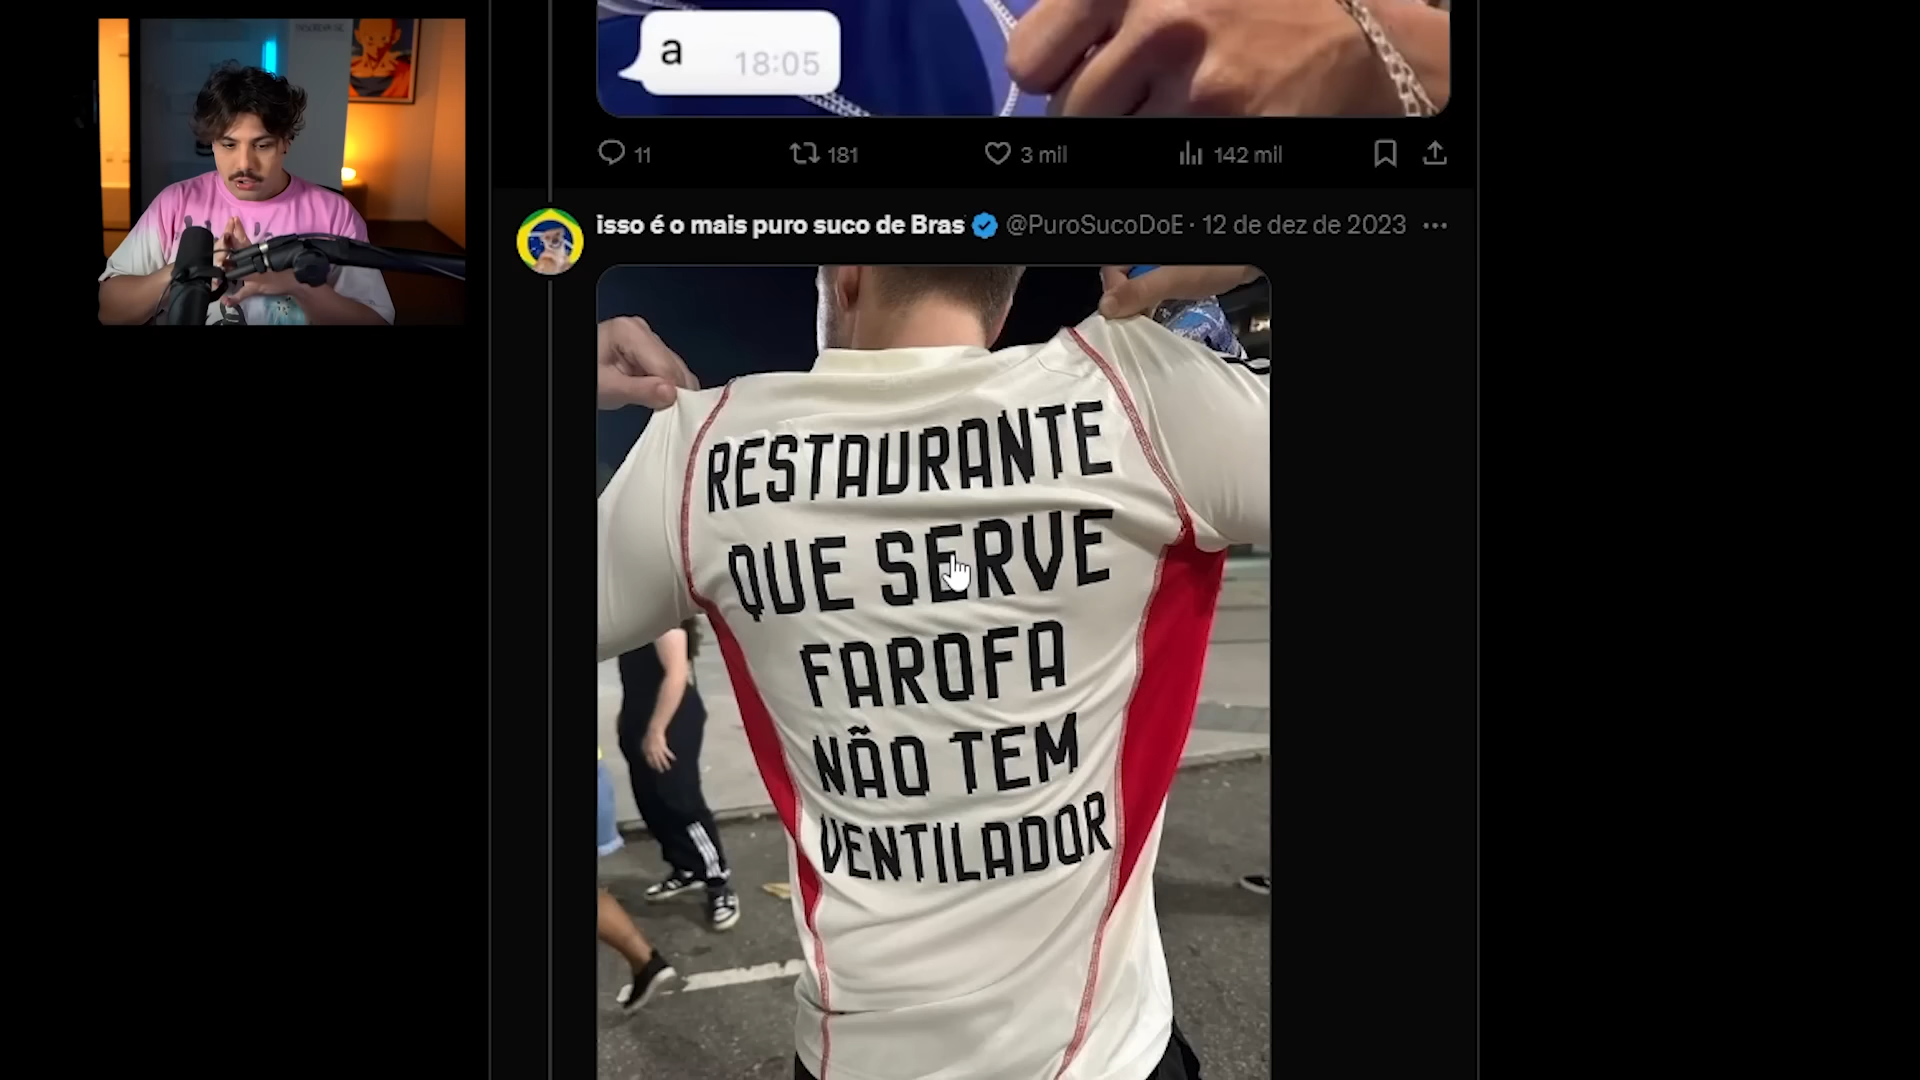 a 18:05
11 181 3 mil 142 mil
isso é o mais puro suco de Bras @PuroSucoDoE · 12 de dez de 2023
RESTAURANTE
QUE SERVE
FAROFA
NÃO TEM
VENTILADOR